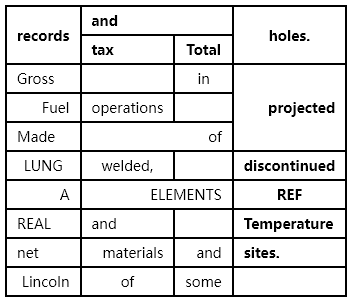 records and holes.
tax Total
Gross in projected
Fuel operations
Made of
LUNG welded, discontinued
A ELEMENTS REF
REAL and Temperature
net materials and sites.
Lincoln of some